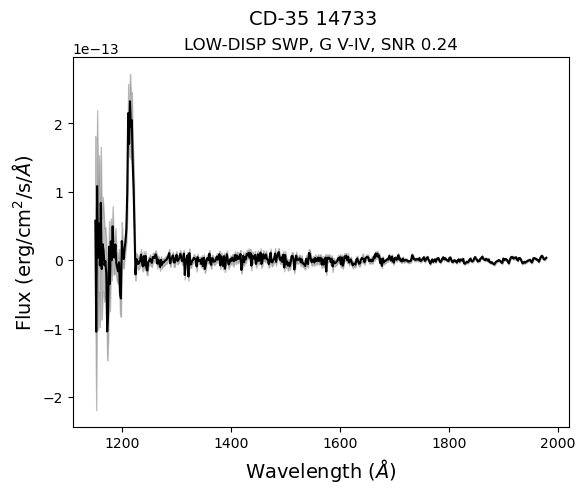 CD-35 14733
LOW-DISP SWP, G V-IV, SNR 0.24
1e−13
2
1
0
−1
−2
Flux (erg/cm²/s/Å)
1200
1400
1600
1800
2000
Wavelength (Å)